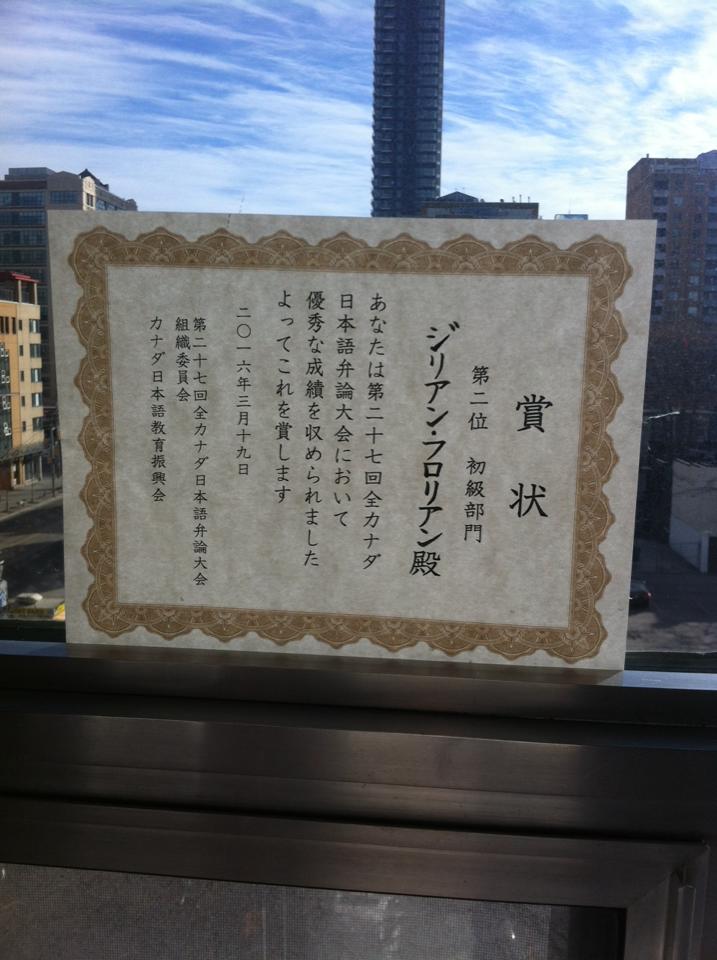 賞状
第二位 初級部門
ジリアン・フロリアン殿
あなたは第二十七回全カナダ
日本語弁論大会において
優秀な成績を収められました
よってこれを賞します
二〇一六年三月十九日
第二十七回全カナダ日本語弁論大会
組織委員会
カナダ日本語教育振興会